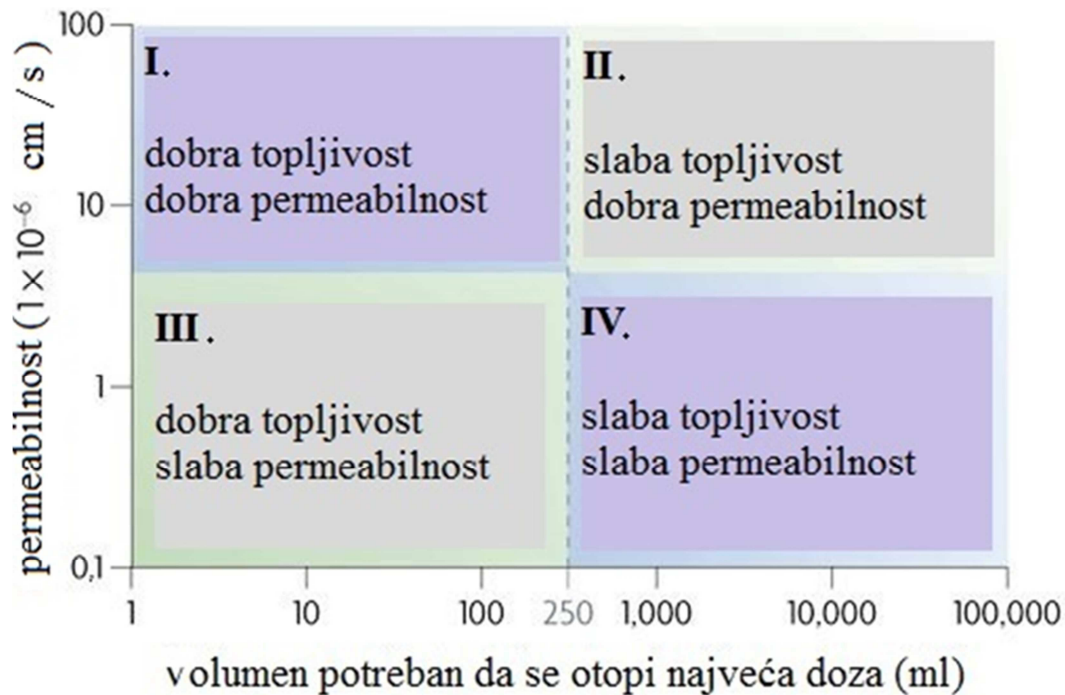 100
10
1
0,1
permeabilnost (1 × 10⁻⁶ cm / s)
I.
dobra topljivost
dobra permeabilnost
II.
slaba topljivost
dobra permeabilnost
III.
dobra topljivost
slaba permeabilnost
IV.
slaba topljivost
slaba permeabilnost
1 10 100 250 1,000 10,000 100,000
volumen potreban da se otopi najveća doza (ml)